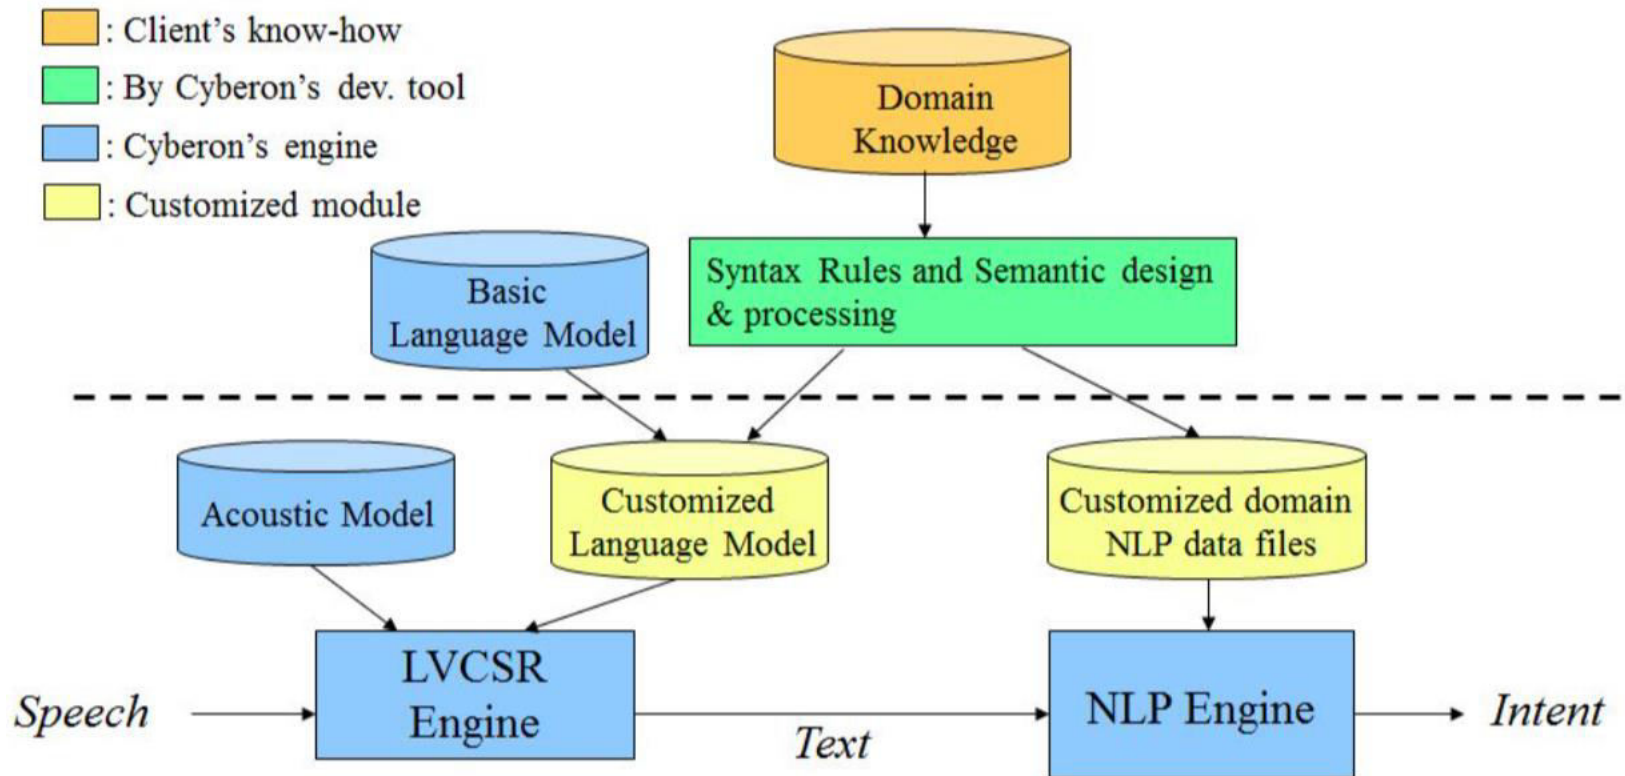 : Client's know-how
: By Cyberon's dev. tool
: Cyberon's engine
: Customized module
Domain
Knowledge
Basic
Language Model
Syntax Rules and Semantic design
& processing
Acoustic Model
Customized
Language Model
Customized domain
NLP data files
Speech
LVCSR
Engine
Text
NLP Engine
Intent